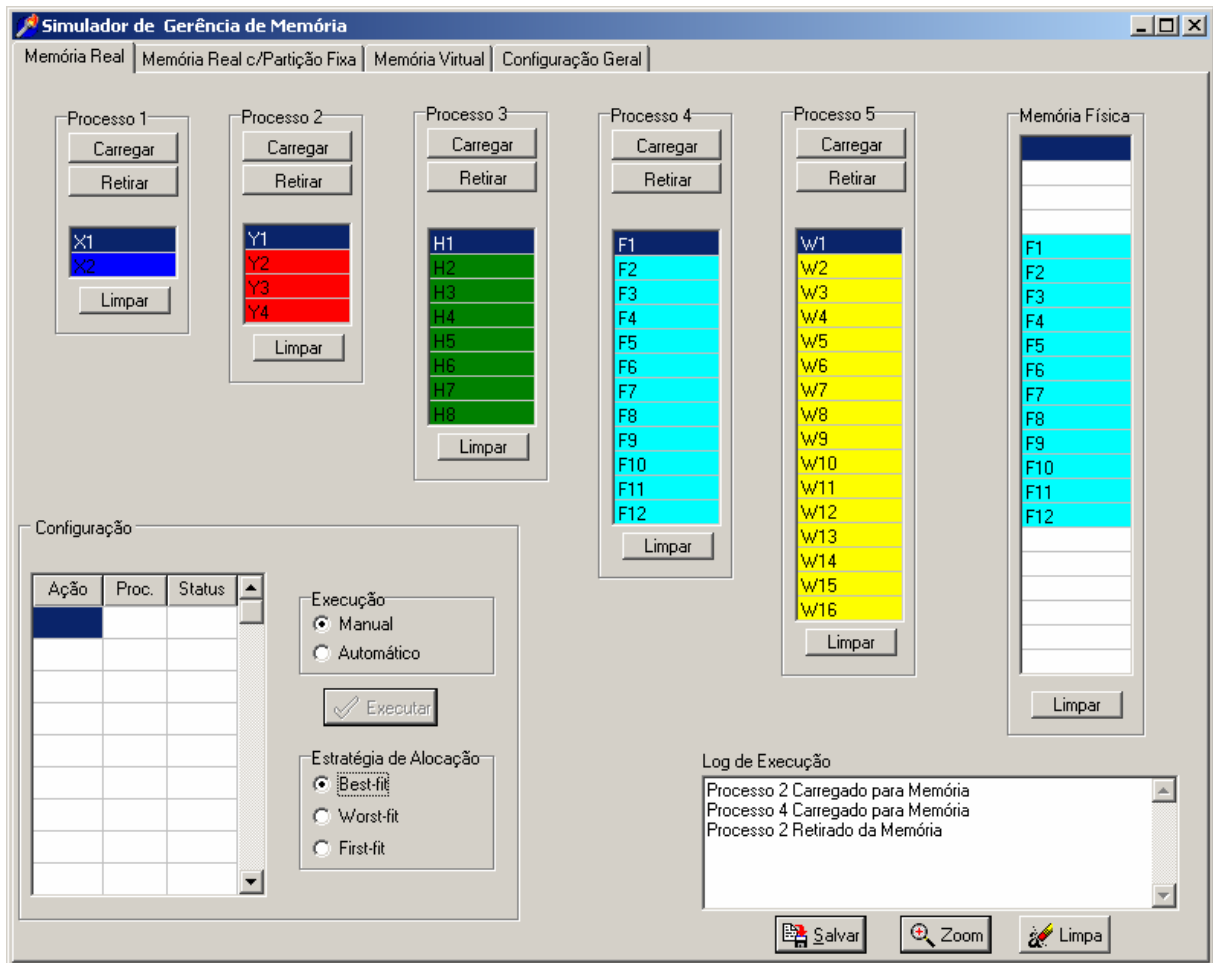 Simulador de Gerência de Memória
Memória Real
Memória Real c/Partição Fixa
Memória Virtual
Configuração Geral
Processo 1
Carregar
Retirar
X1
X2
Limpar
Processo 2
Carregar
Retirar
Y1
Y2
Y3
Y4
Limpar
Processo 3
Carregar
Retirar
H1
H2
H3
H4
H5
H6
H7
H8
Limpar
Processo 4
Carregar
Retirar
F1
F2
F3
F4
F5
F6
F7
F8
F9
F10
F11
F12
Limpar
Processo 5
Carregar
Retirar
W1
W2
W3
W4
W5
W6
W7
W8
W9
W10
W11
W12
W13
W14
W15
W16
Limpar
Memória Física
F1
F2
F3
F4
F5
F6
F7
F8
F9
F10
F11
F12
Limpar
Configuração
Ação Proc. Status
Execução
Manual
Automático
Executar
Estratégia de Alocação
Best-fit
Worst-fit
First-fit
Log de Execução
Processo 2 Carregado para Memória
Processo 4 Carregado para Memória
Processo 2 Retirado da Memória
Salvar
Zoom
Limpa